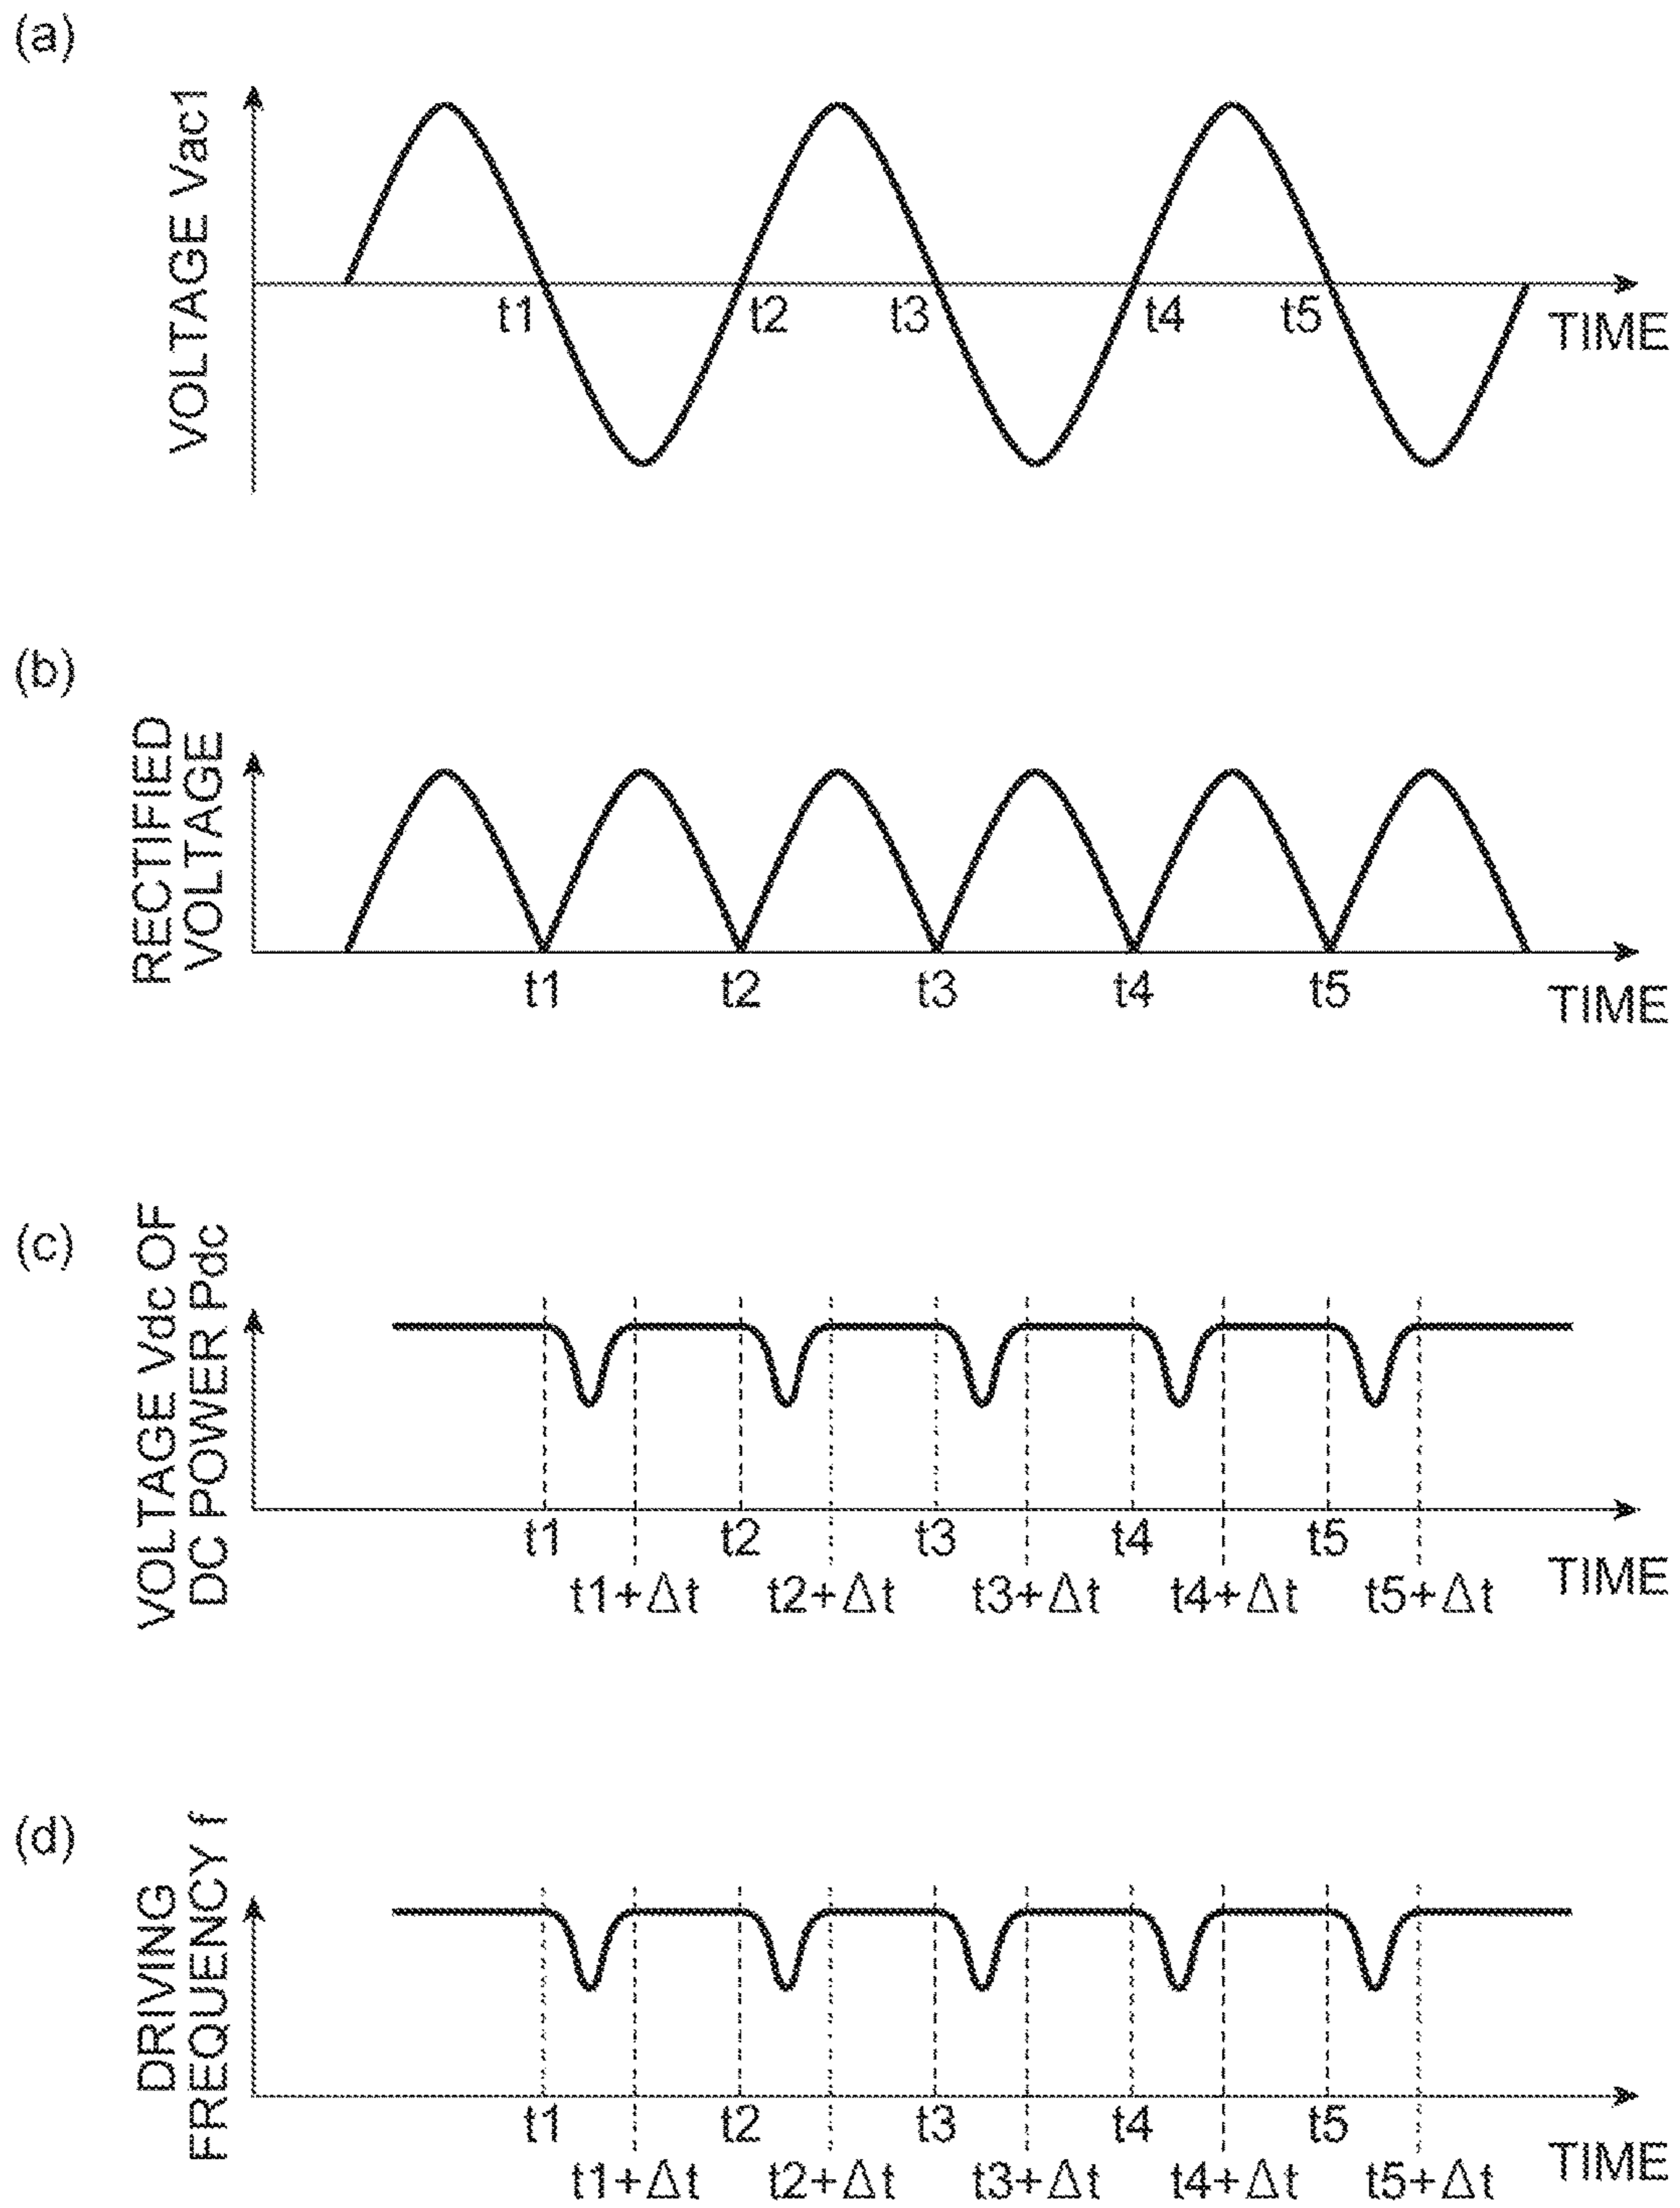 (a)
VOLTAGE Vac1
t1 t2 t3 t4 t5
TIME
(b)
RECTIFIED
VOLTAGE
t1 t2 t3 t4 t5
TIME
(c)
VOLTAGE Vdc OF
DC POWER Pdc
t1 t2 t3 t4 t5
TIME
t1+Δt t2+Δt t3+Δt t4+Δt t5+Δt
(d)
DRIVING
FREQUENCY f
t1 t2 t3 t4 t5
TIME
t1+Δt t2+Δt t3+Δt t4+Δt t5+Δt